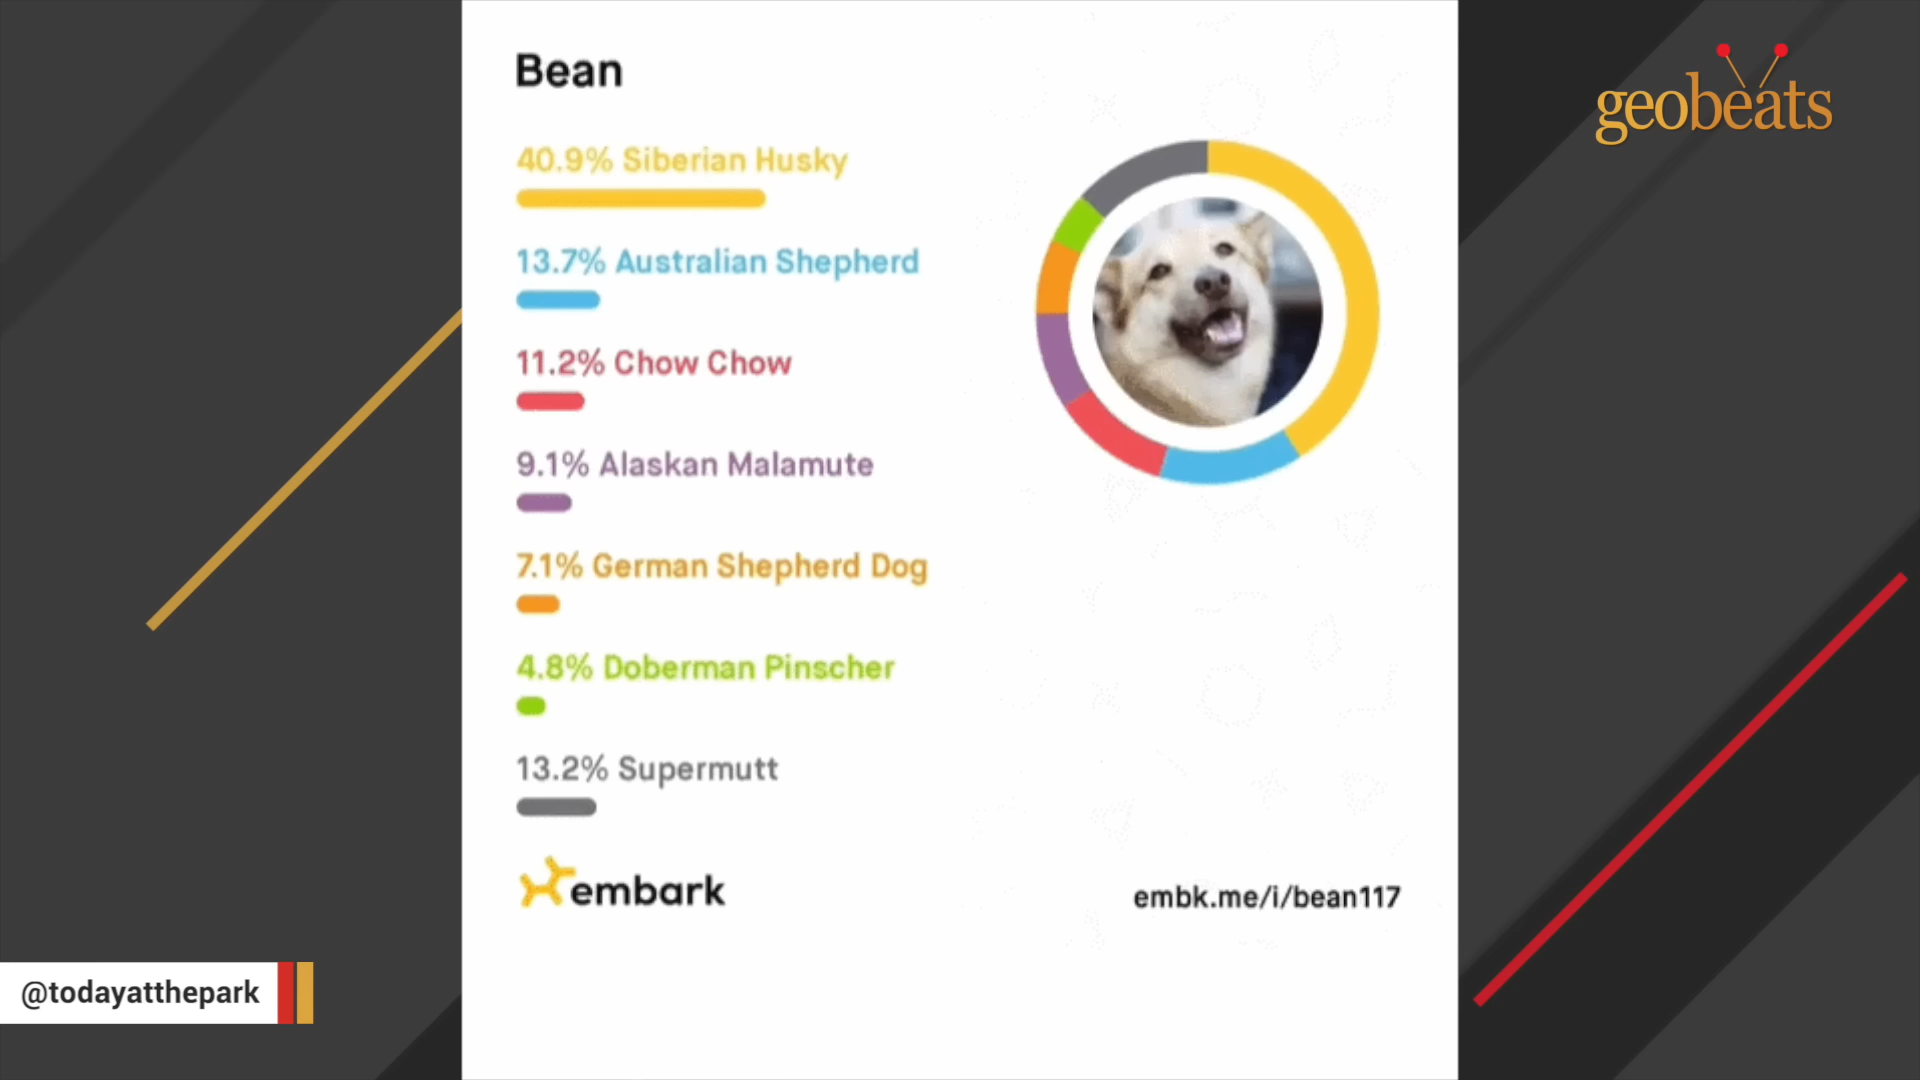 Bean
geobeats
40.9% Siberian Husky
13.7% Australian Shepherd
11.2% Chow Chow
9.1% Alaskan Malamute
7.1% German Shepherd Dog
4.8% Doberman Pinscher
13.2% Supermutt
embark
embk.me/i/bean117
@todayatthepark